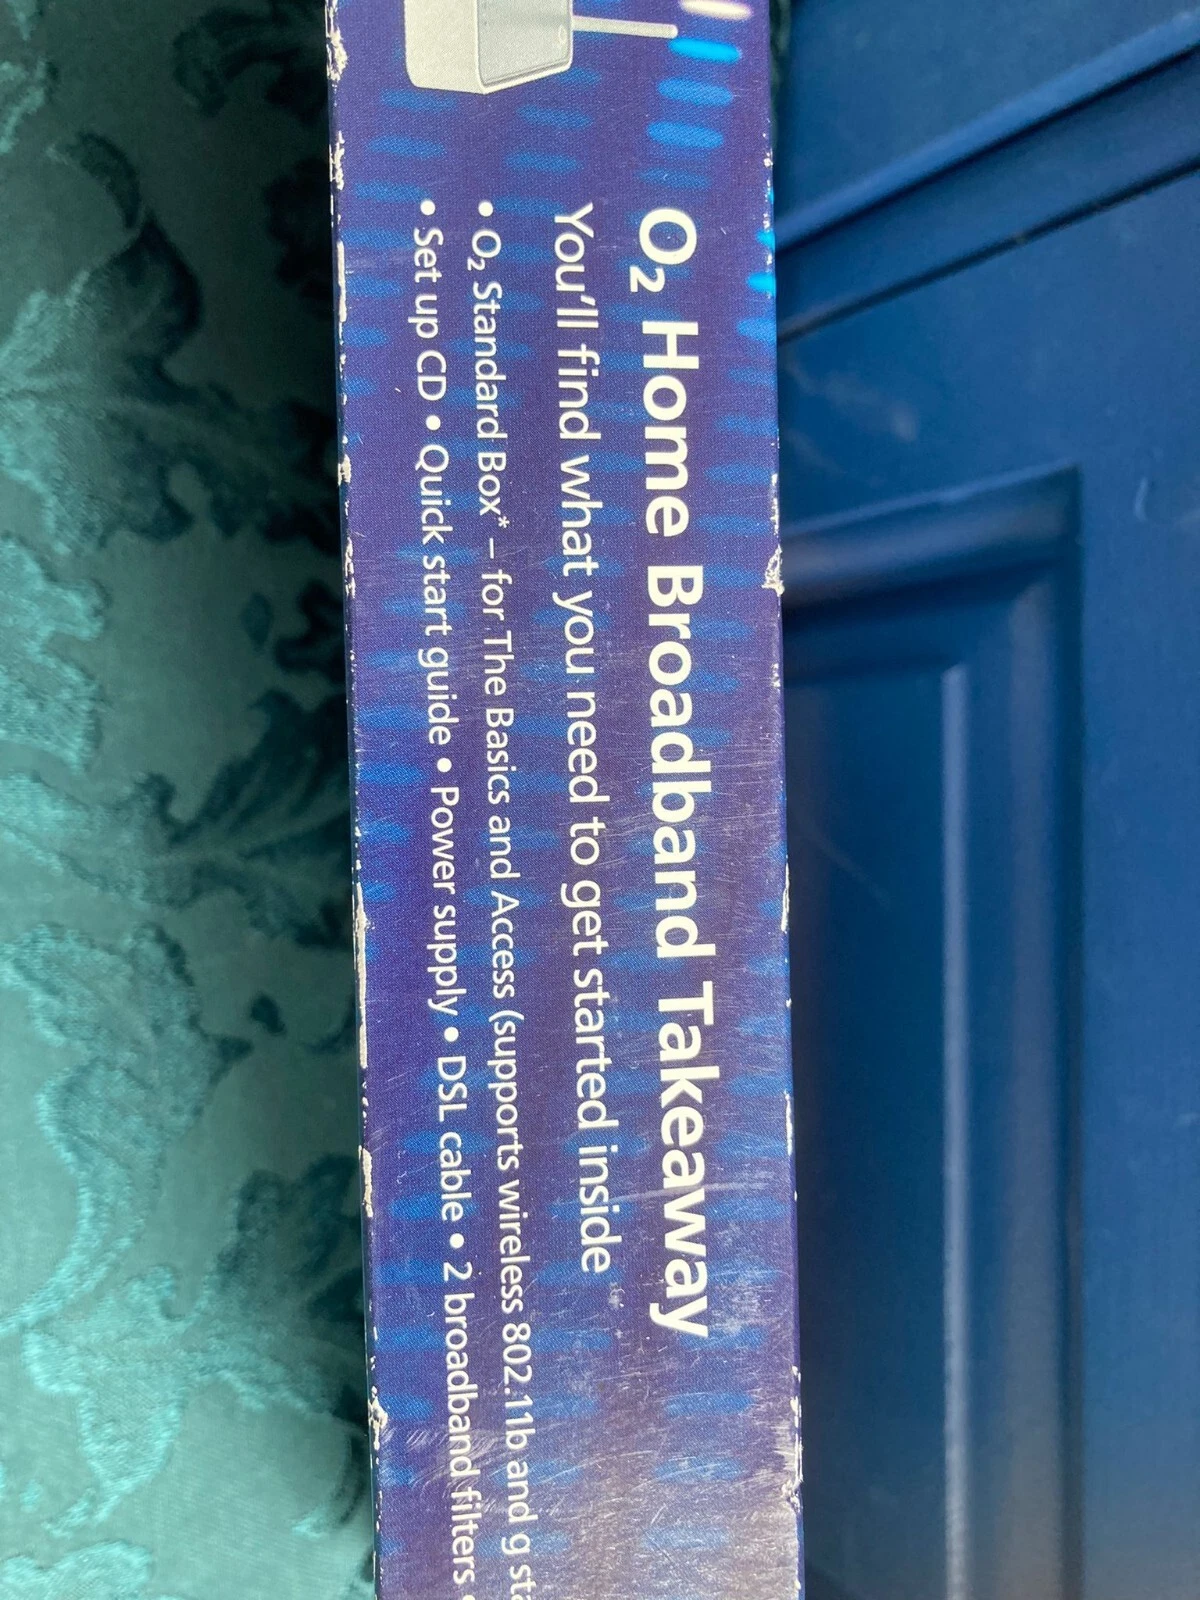 O₂ Home Broadband Takeaway
You'll find what you need to get started inside
• O₂ Standard Box* – for The Basics and Access (supports wireless 802.11b and g
• Set up CD • Quick start guide • Power supply • DSL cable • 2 broadband filters •